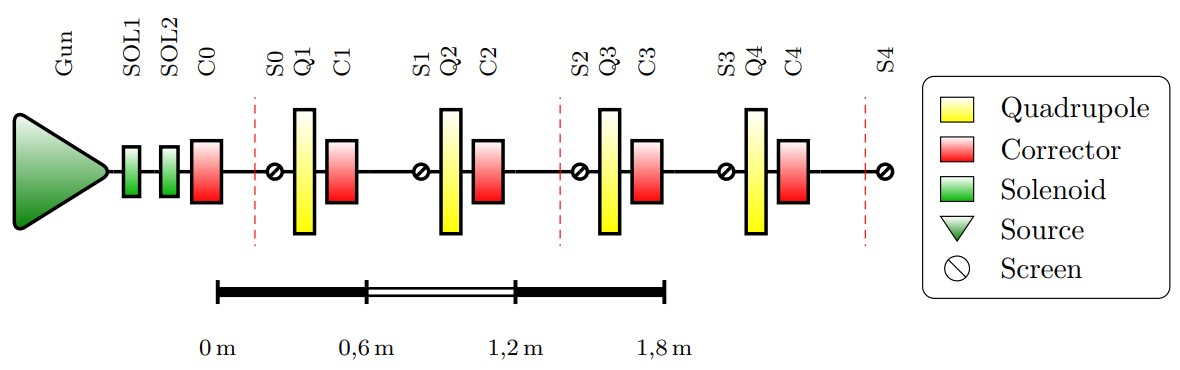 Gun
SOL1
SOL2
C0
S0
Q1
C1
S1
Q2
C2
S2
Q3
C3
S3
Q4
C4
S4
Quadrupole
Corrector
Solenoid
Source
Screen
0 m
0,6 m
1,2 m
1,8 m